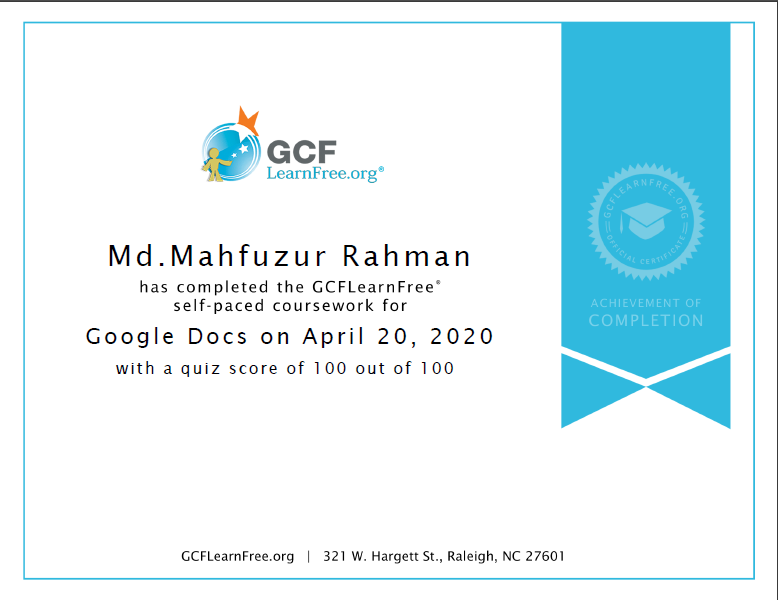 GCF
LearnFree.org®
Md.Mahfuzur Rahman
has completed the GCFLearnFree®
self-paced coursework for
Google Docs on April 20, 2020
with a quiz score of 100 out of 100
GCFLEARNFREE.ORG
OFFICIAL CERTIFICATE
ACHIEVEMENT OF
COMPLETION
GCFLearnFree.org | 321 W. Hargett St., Raleigh, NC 27601